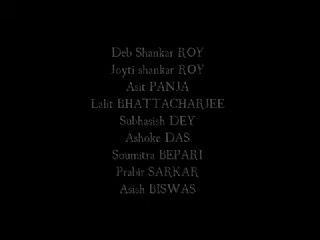 Deb Shankar ROY
Joyti shankar ROY
Asit PANJA
Lalit BHATTACHARJEE
Subhasish DEY
Ashoke DAS
Soumitra BEPARI
Prabir SARKAR
Asish BISWAS